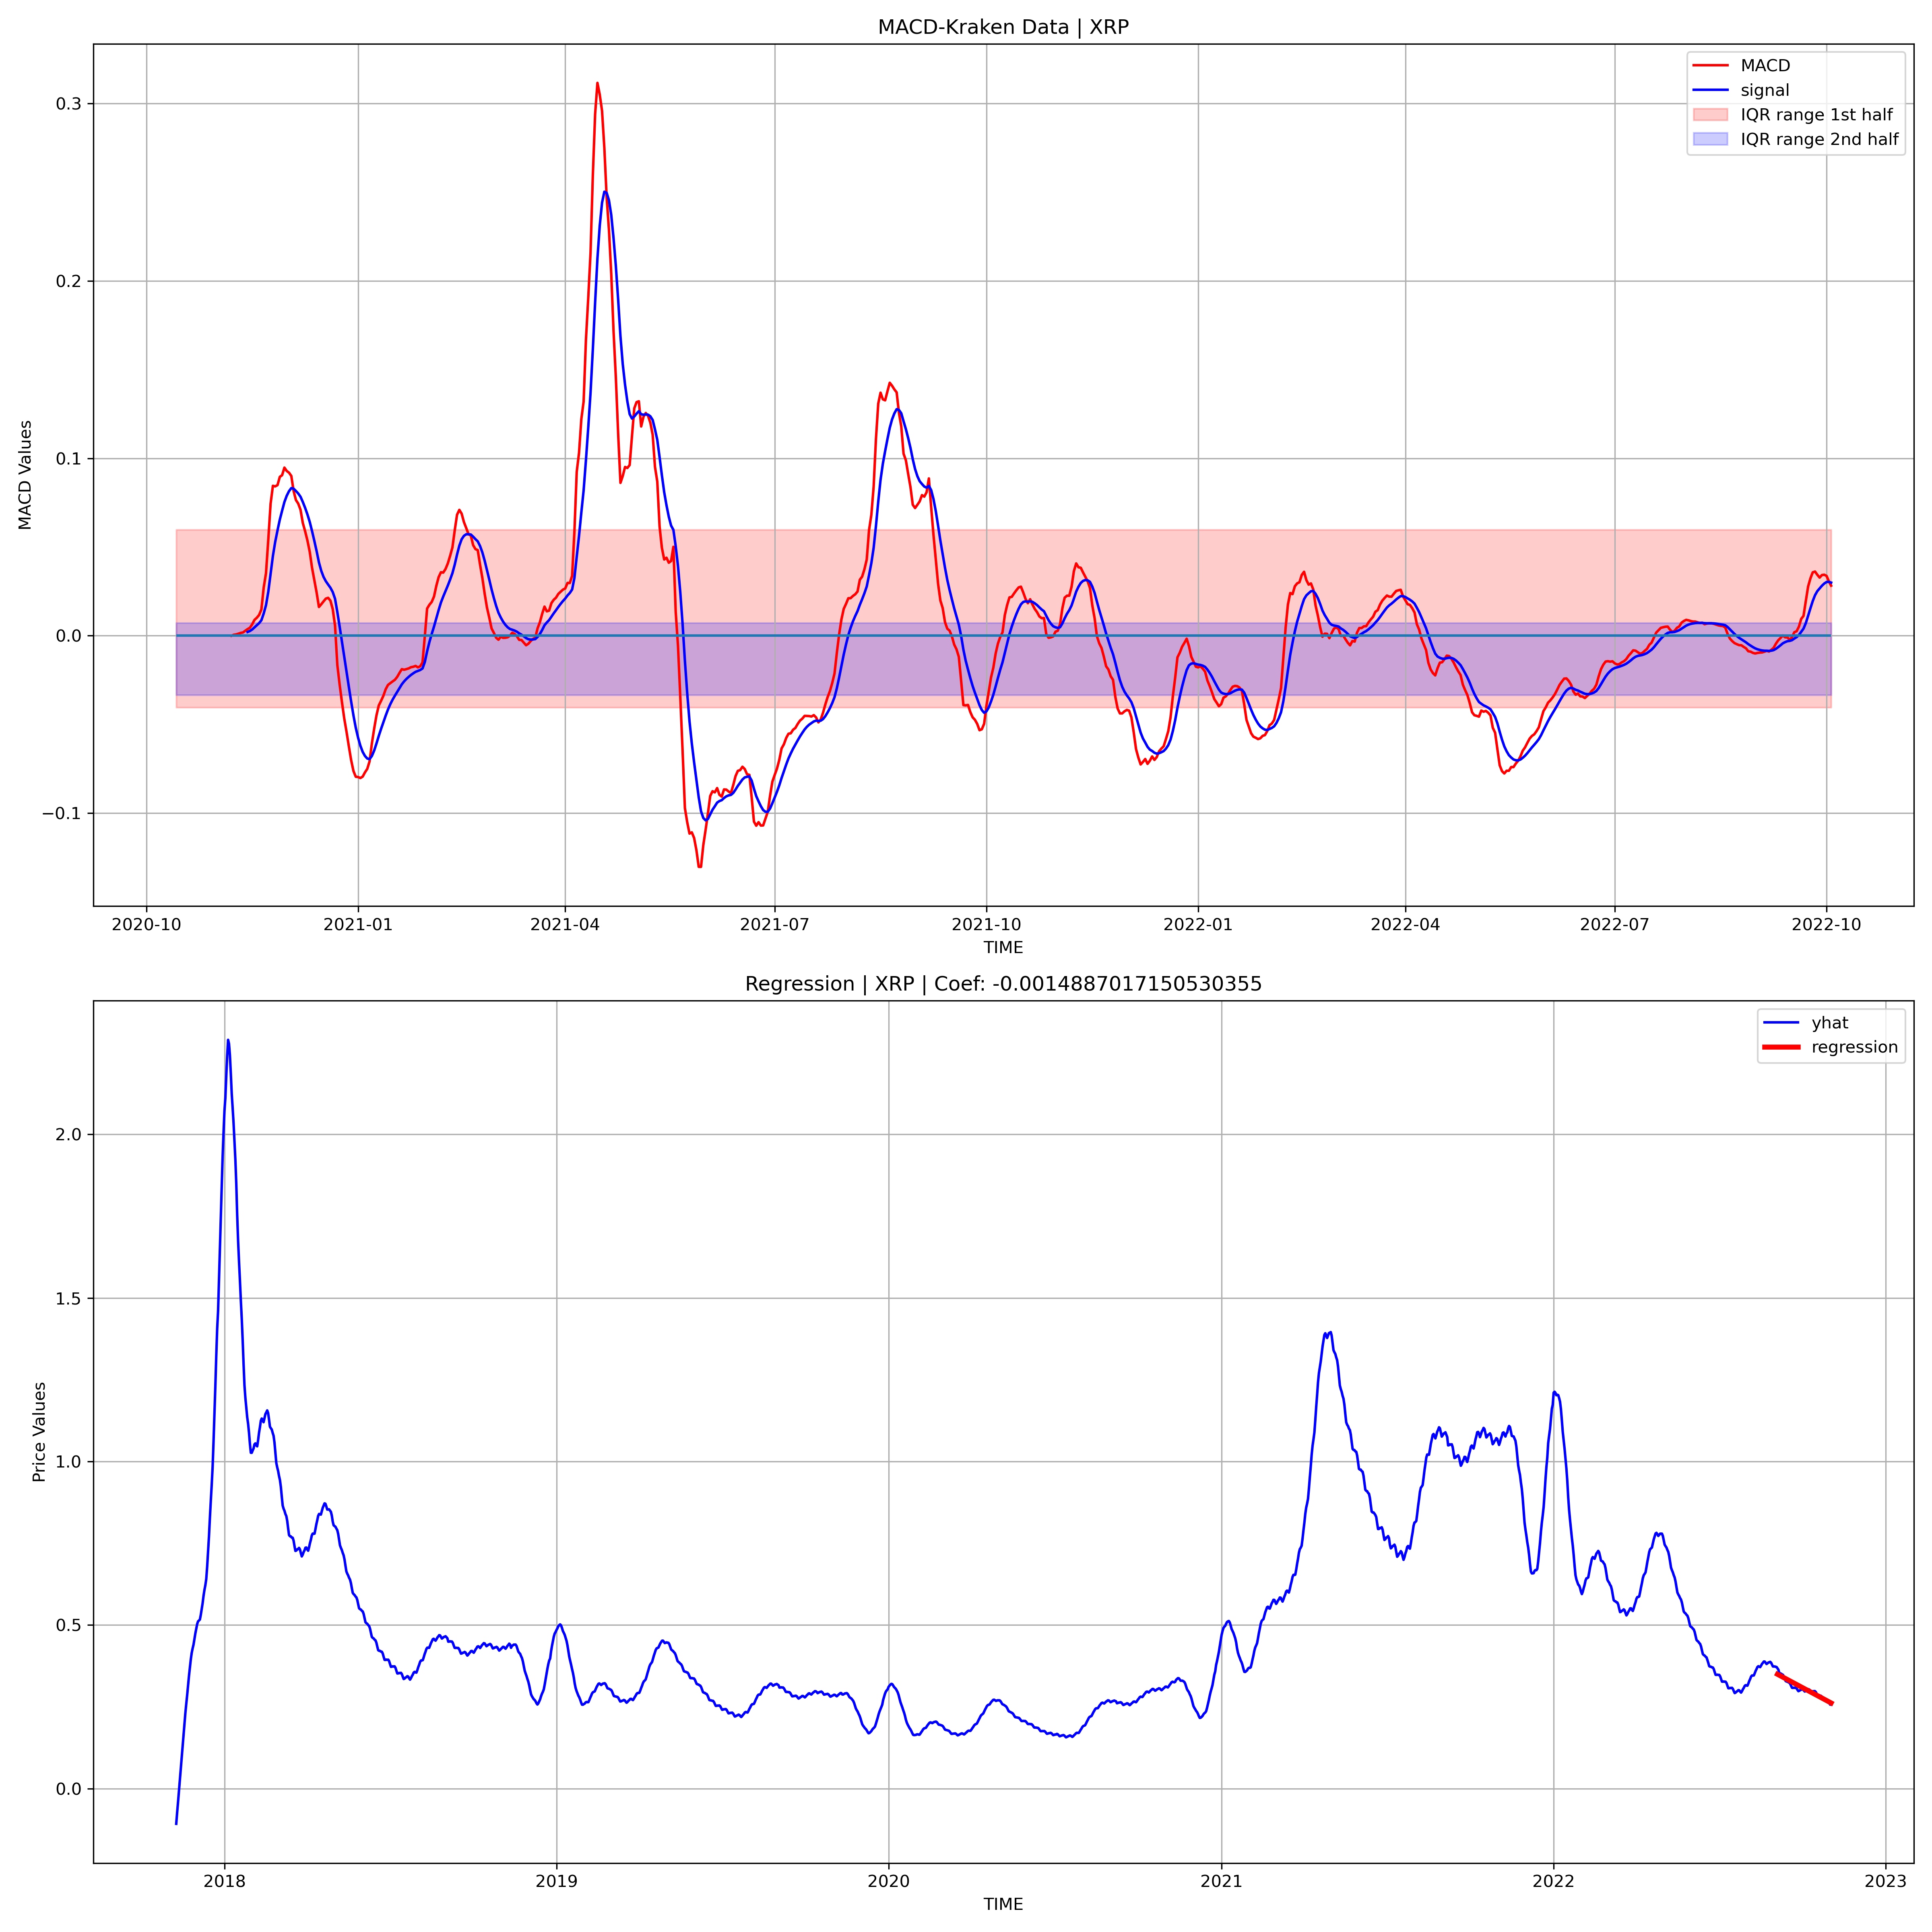 MACD-Kraken Data | XRP
MACD
signal
IQR range 1st half
IQR range 2nd half
0.3
0.2
0.1
0.0
−0.1
MACD Values
2020-10 2021-01 2021-04 2021-07 2021-10 2022-01 2022-04 2022-07 2022-10
TIME
Regression | XRP | Coef: -0.0014887017150530355
yhat
regression
2.0
1.5
1.0
0.5
0.0
Price Values
2018 2019 2020 2021 2022 2023
TIME